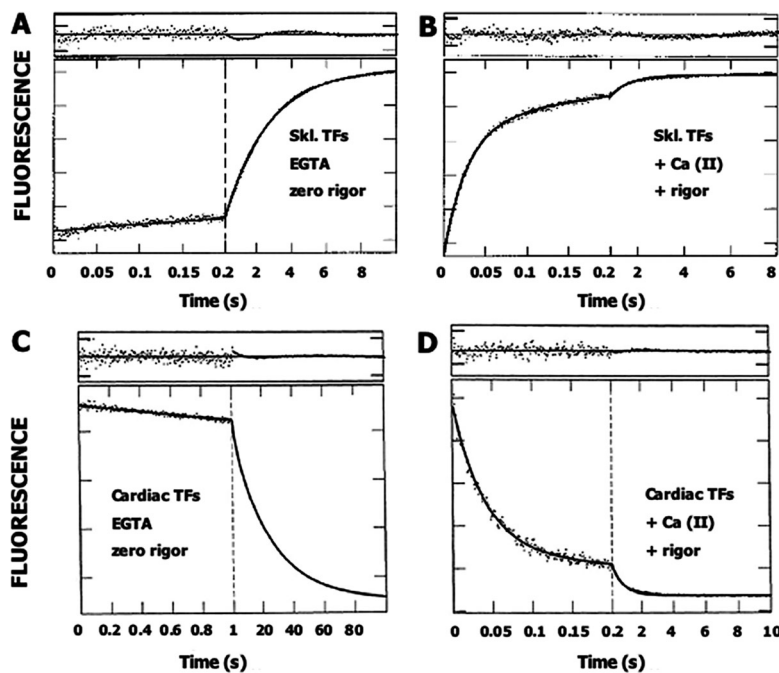 A
B
FLUORESCENCE
Skl. TFs
EGTA
zero rigor
Skl. TFs
+ Ca (II)
+ rigor
0 0.05 0.1 0.15 0.2 2 4 6 8
0 0.05 0.1 0.15 0.2 2 4 6 8
Time (s)
Time (s)
C
D
FLUORESCENCE
Cardiac TFs
EGTA
zero rigor
Cardiac TFs
+ Ca (II)
+ rigor
0 0.2 0.4 0.6 0.8 1 20 40 60 80
0 0.05 0.1 0.15 0.2 2 4 6 8 10
Time (s)
Time (s)